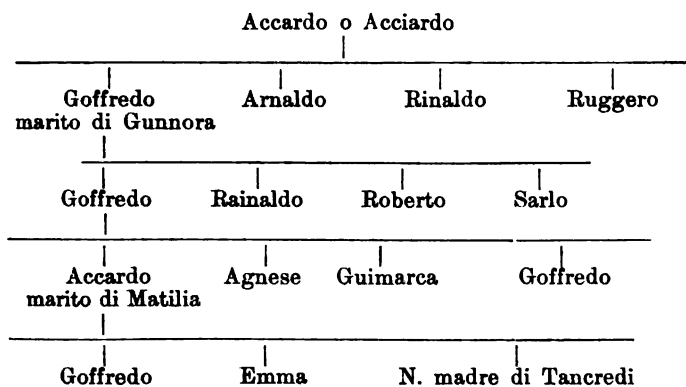 Accardo o Acciardo
Goffredo Arnaldo Rinaldo Ruggero
marito di Gunnora
Goffredo Rainaldo Roberto Sarlo
Accardo Agnese Guimarca Goffredo
marito di Matilia
Goffredo Emma N. madre di Tancredi